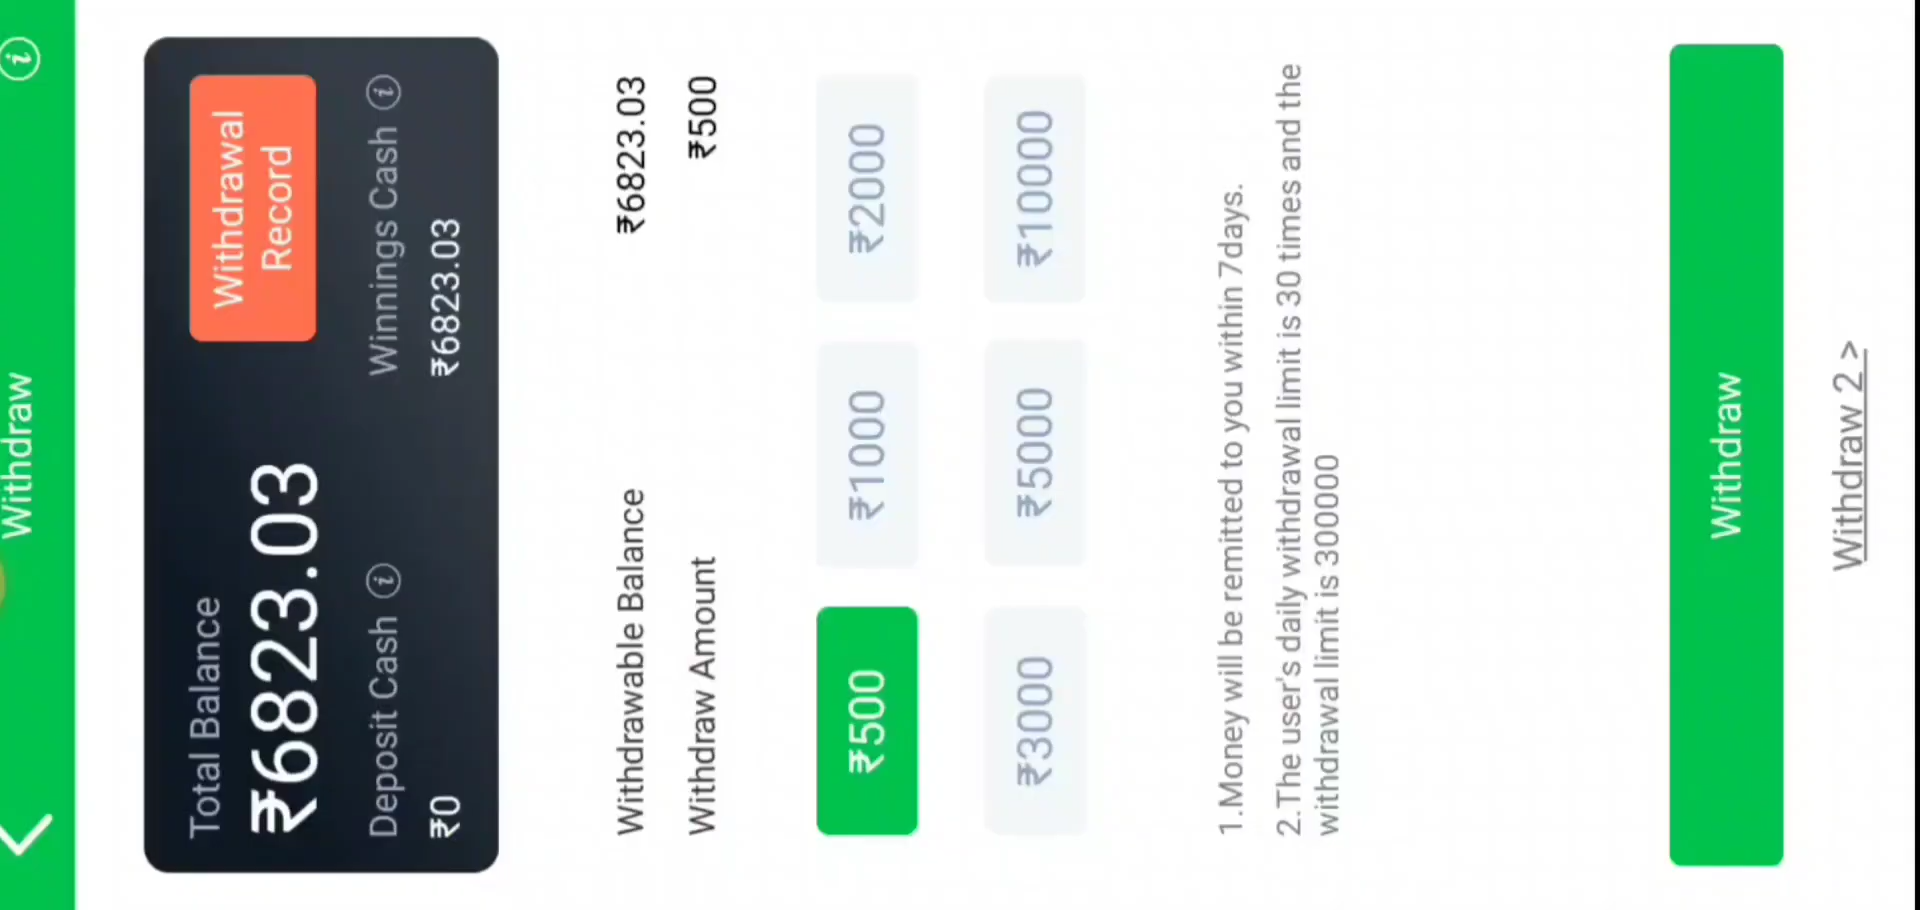 Withdraw
Total Balance
₹6823.03
Withdrawal
Record
Deposit Cash
Winnings Cash
₹0
₹6823.03
Withdrawable Balance
₹6823.03
Withdraw Amount
₹500
₹500
₹1000
₹2000
₹3000
₹5000
₹10000
1.Money will be remitted to you within 7days.
2.The user's daily withdrawal limit is 30 times and the
withdrawal limit is 300000
Withdraw
Withdraw 2 >